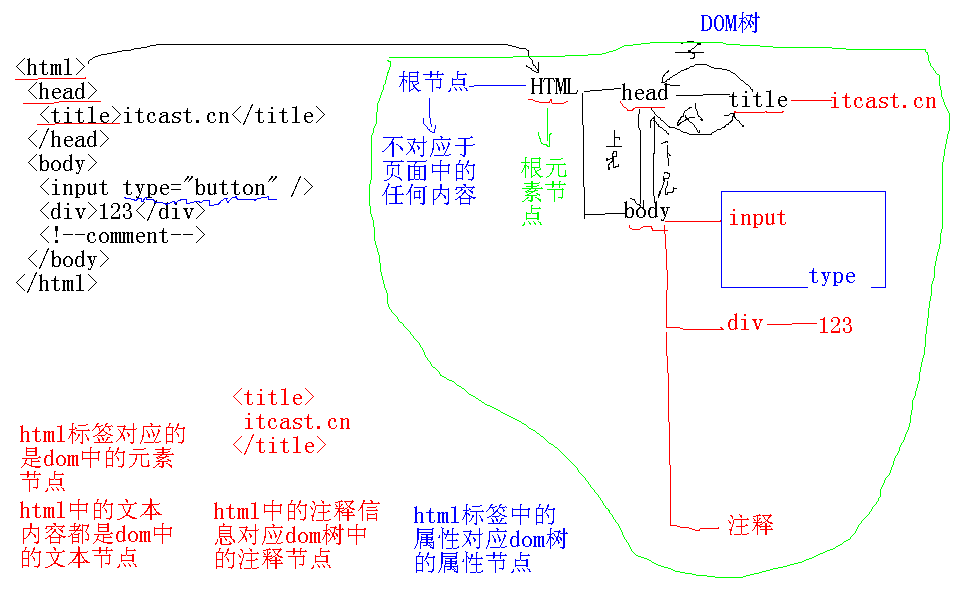 DOM树
<html>
<head>
<title>itcast.cn</title>
</head>
<body>
<input type="button" />
<div>123</div>
<!--comment-->
</body>
</html>
根节点
不对应于
页面中的
任何内容
HTML
根元
素节
点
head
子
父
title
itcast.cn
上
兄
下
兄
body
input
type
div
123
注释
<title>
itcast.cn
</title>
html标签对应的
是dom中的元素
节点
html中的文本
内容都是dom中
的文本节点
html中的注释信
息对应dom树中
的注释节点
html标签中的
属性对应dom树
的属性节点